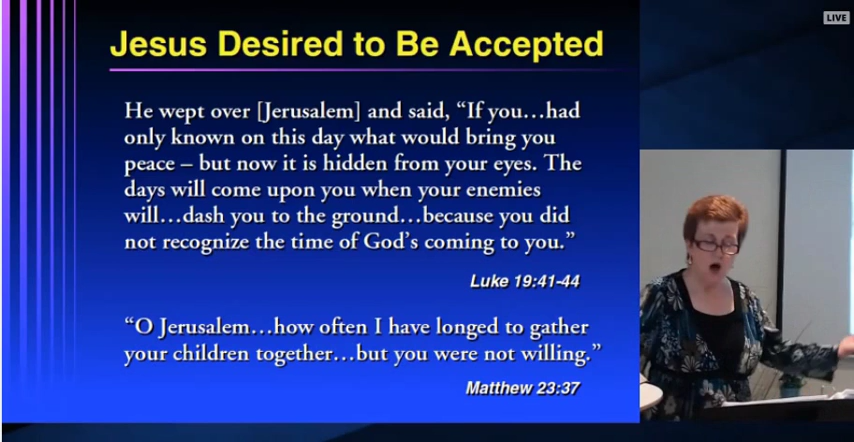 LIVE
Jesus Desired to Be Accepted
He wept over [Jerusalem] and said, “If you…had
only known on this day what would bring you
peace – but now it is hidden from your eyes. The
days will come upon you when your enemies
will…dash you to the ground…because you did
not recognize the time of God’s coming to you.”
Luke 19:41-44
“O Jerusalem…how often I have longed to gather
your children together…but you were not willing.”
Matthew 23:37